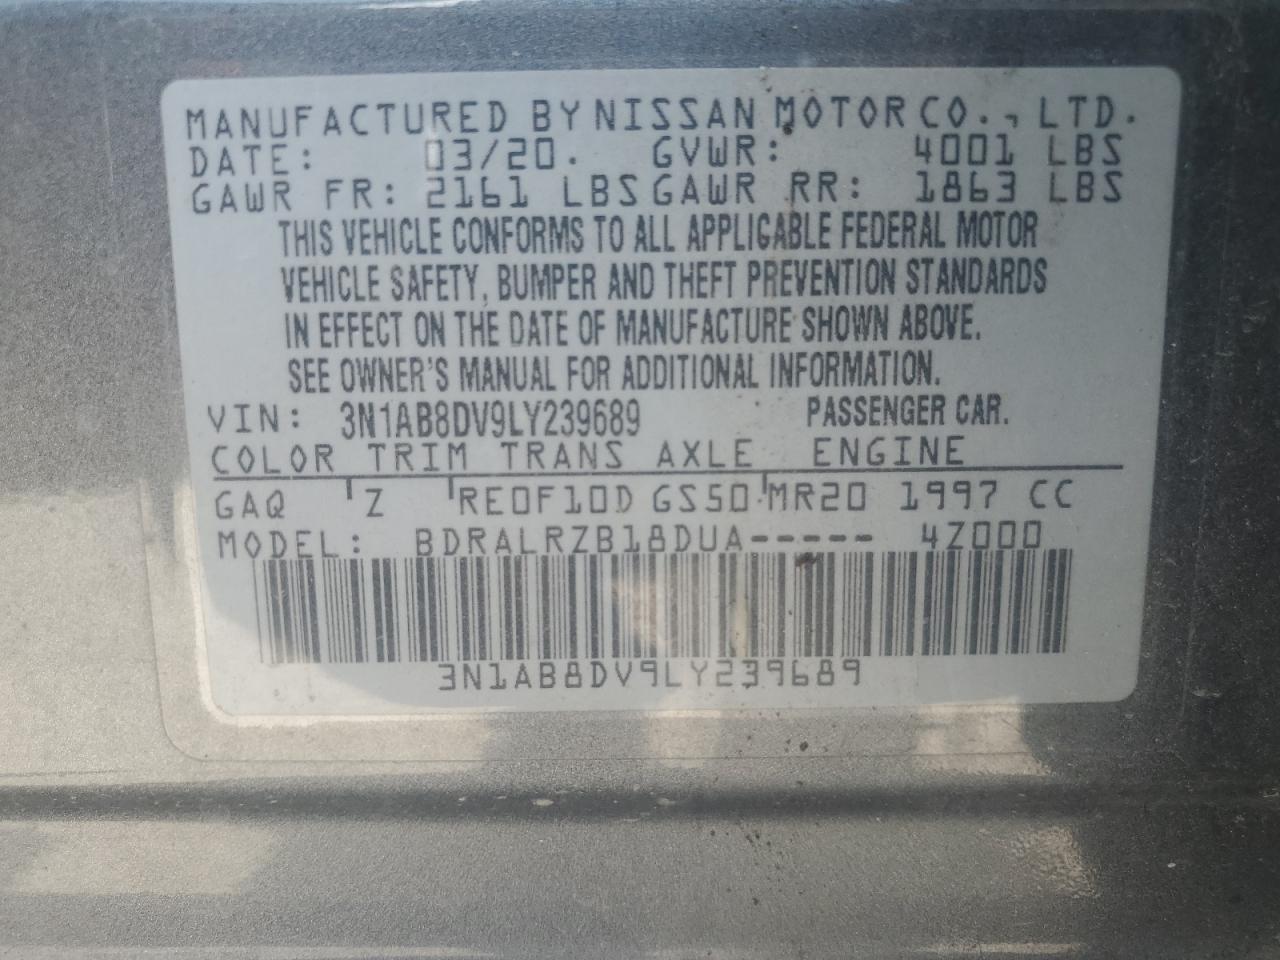 MANUFACTURED BY NISSAN MOTOR CO., LTD.
DATE: 03/20. GVWR: 4001 LBS
GAWR FR: 2161 LBS GAWR RR: 1863 LBS
THIS VEHICLE CONFORMS TO ALL APPLICABLE FEDERAL MOTOR
VEHICLE SAFETY, BUMPER AND THEFT PREVENTION STANDARDS
IN EFFECT ON THE DATE OF MANUFACTURE SHOWN ABOVE.
SEE OWNER'S MANUAL FOR ADDITIONAL INFORMATION.
VIN: 3N1AB8DV9LY239689 PASSENGER CAR.
COLOR TRIM TRANS AXLE ENGINE
GAQ Z RE0F10D GS50 MR20 1997 CC
MODEL: BDRALRZB18DUA----- 4Z000
3N1AB8DV9LY239689